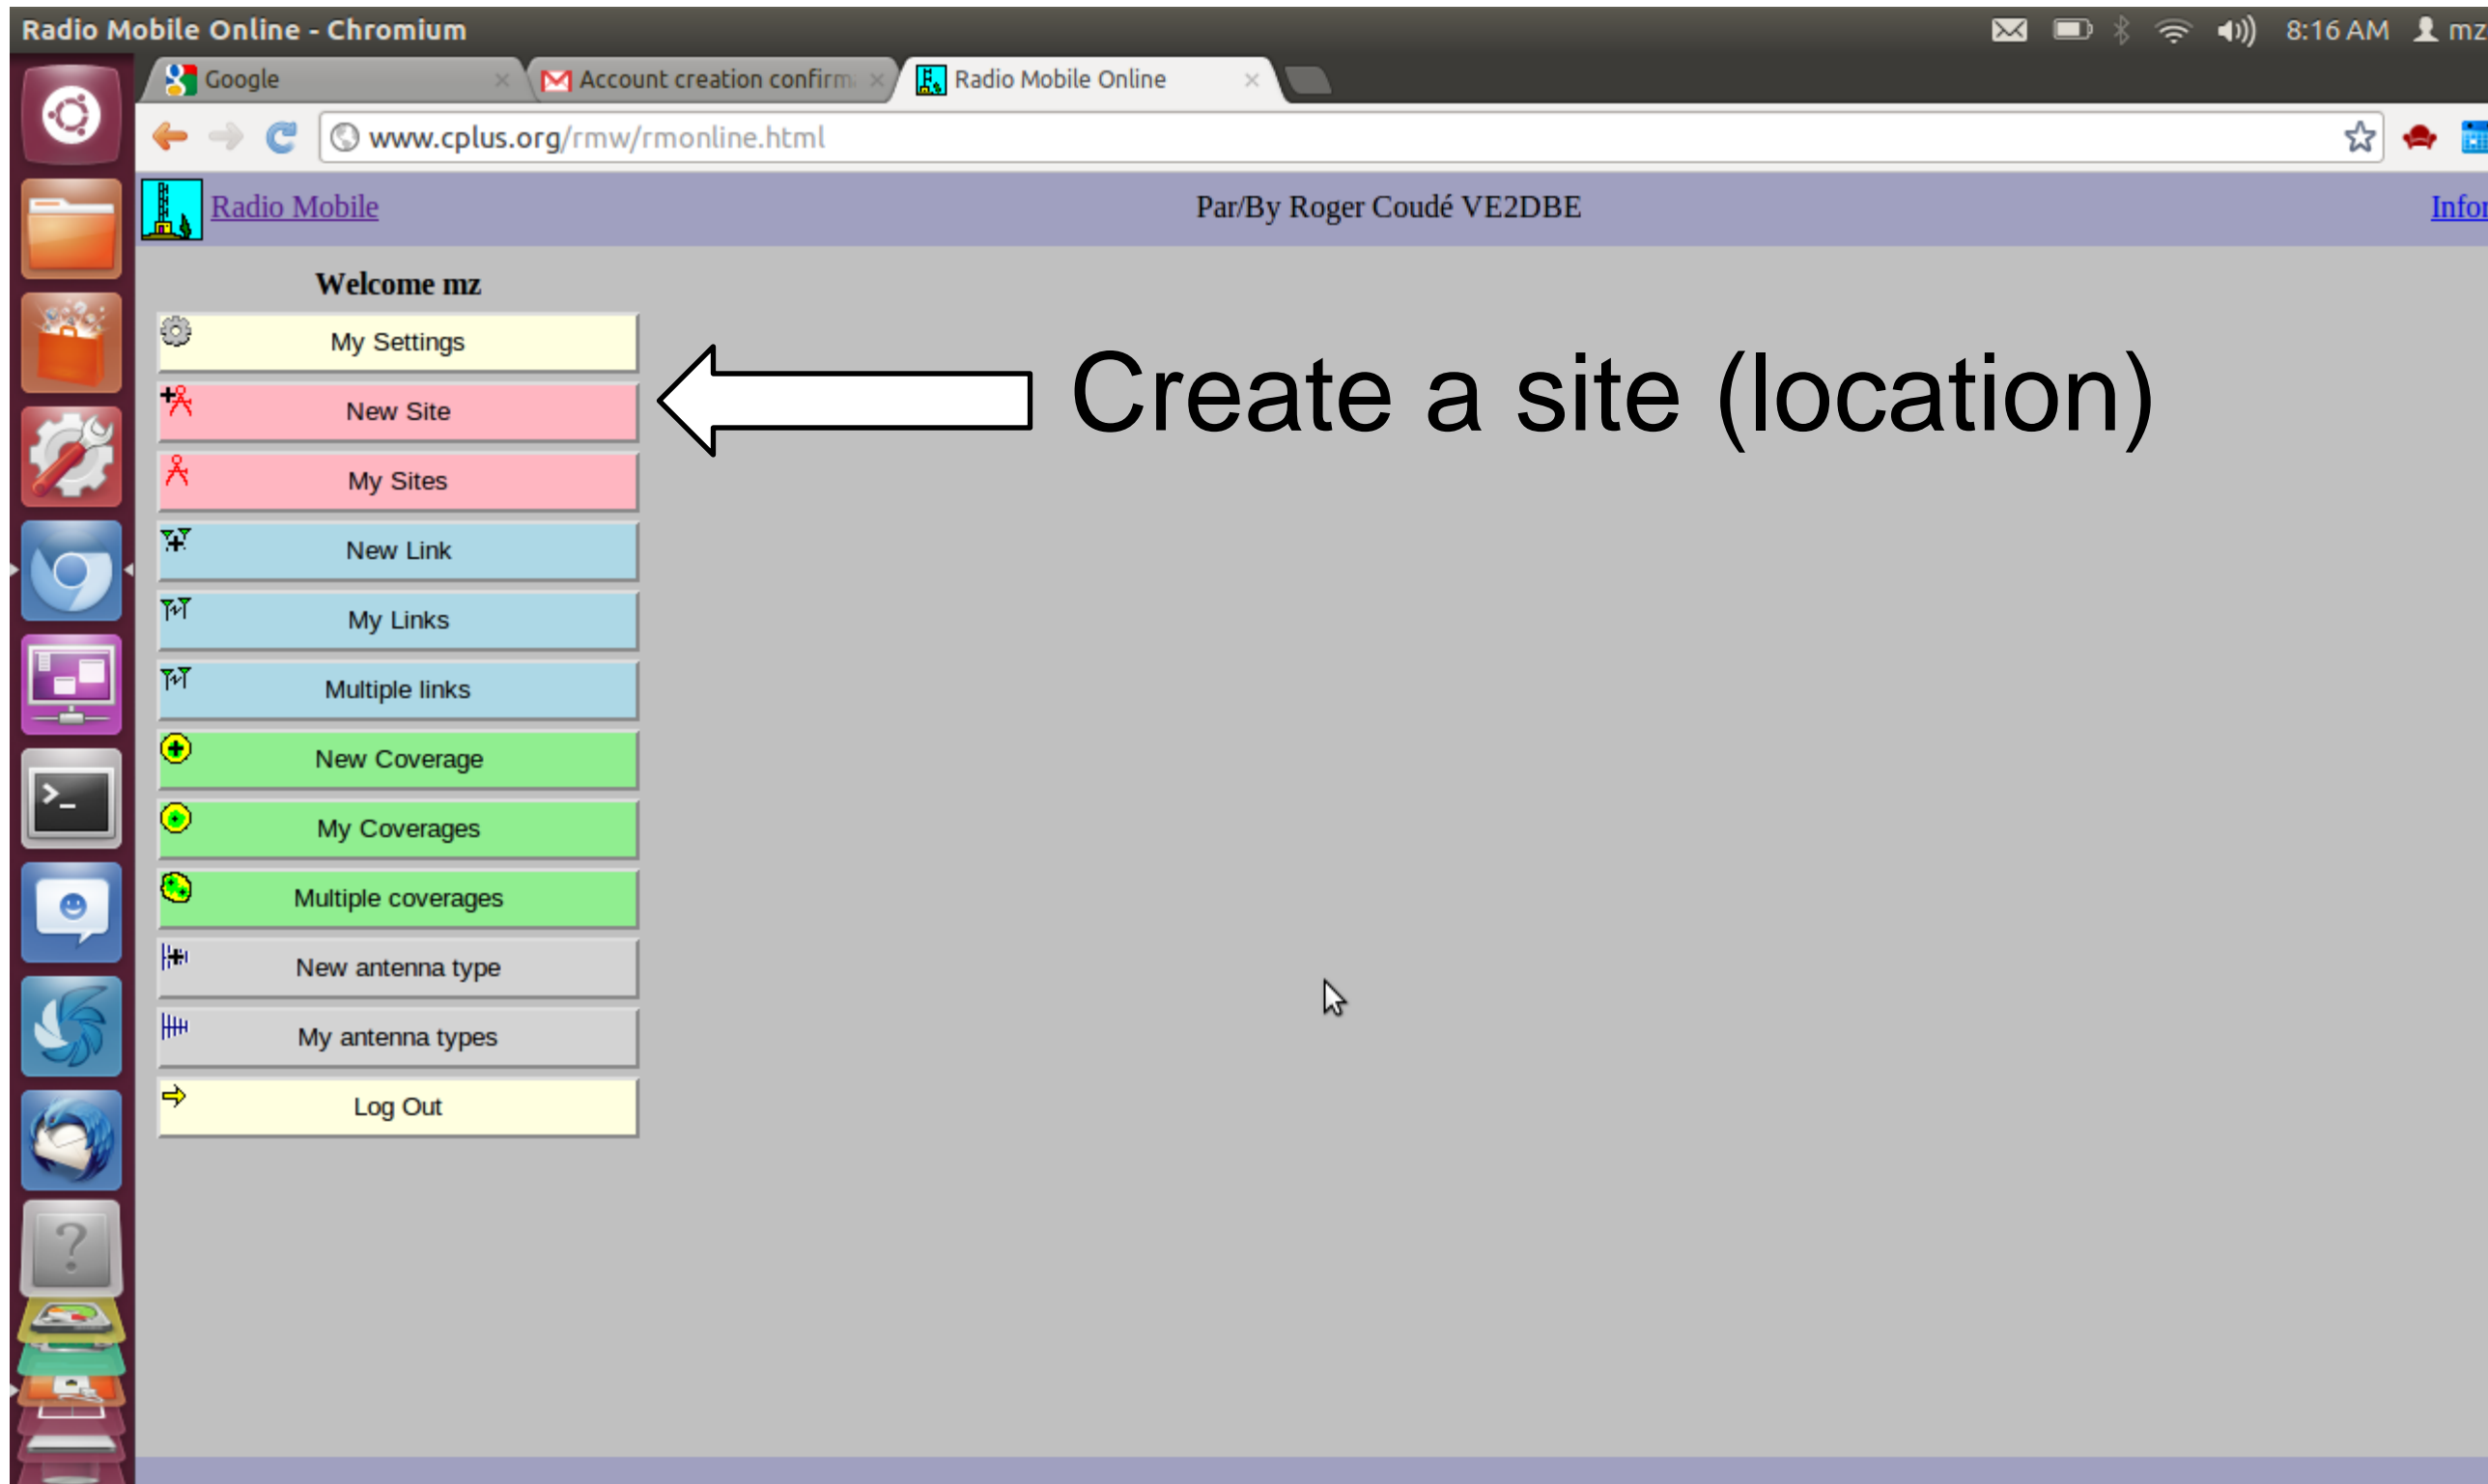 Radio Mobile Online - Chromium
8:16 AM mz
Google
Account creation confirm
Radio Mobile Online
www.cplus.org/rmw/rmonline.html
Radio Mobile
Par/By Roger Coudé VE2DBE
Infor
Welcome mz
My Settings
New Site
Create a site (location)
My Sites
New Link
My Links
Multiple links
New Coverage
My Coverages
Multiple coverages
New antenna type
My antenna types
Log Out